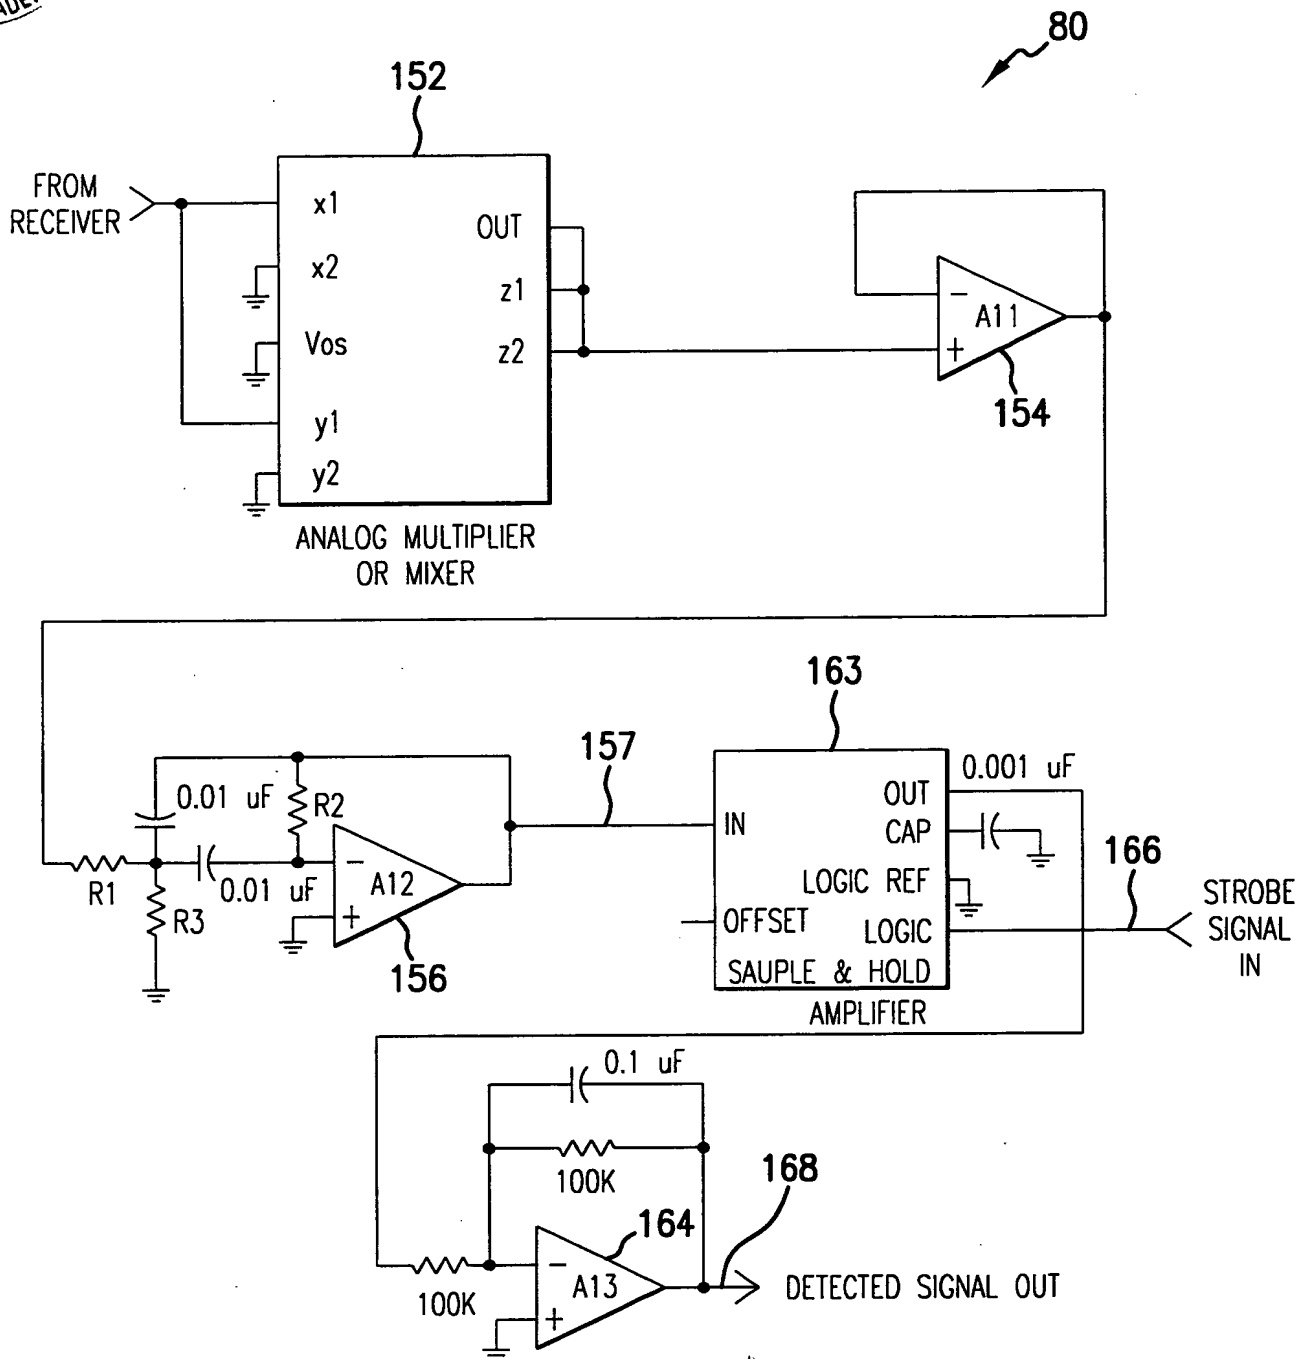 80
152
FROM
RECEIVER
x1
x2
Vos
y1
y2
OUT
z1
z2
ANALOG MULTIPLIER
OR MIXER
−
A11
+
154
0.01 uF
R2
R1
0.01 uF
R3
−
A12
+
156
157
163
IN
OFFSET
OUT
CAP
LOGIC REF
LOGIC
SAUPLE & HOLD
AMPLIFIER
0.001 uF
166
STROBE
SIGNAL
IN
0.1 uF
100K
100K
164
−
A13
+
168
DETECTED SIGNAL OUT